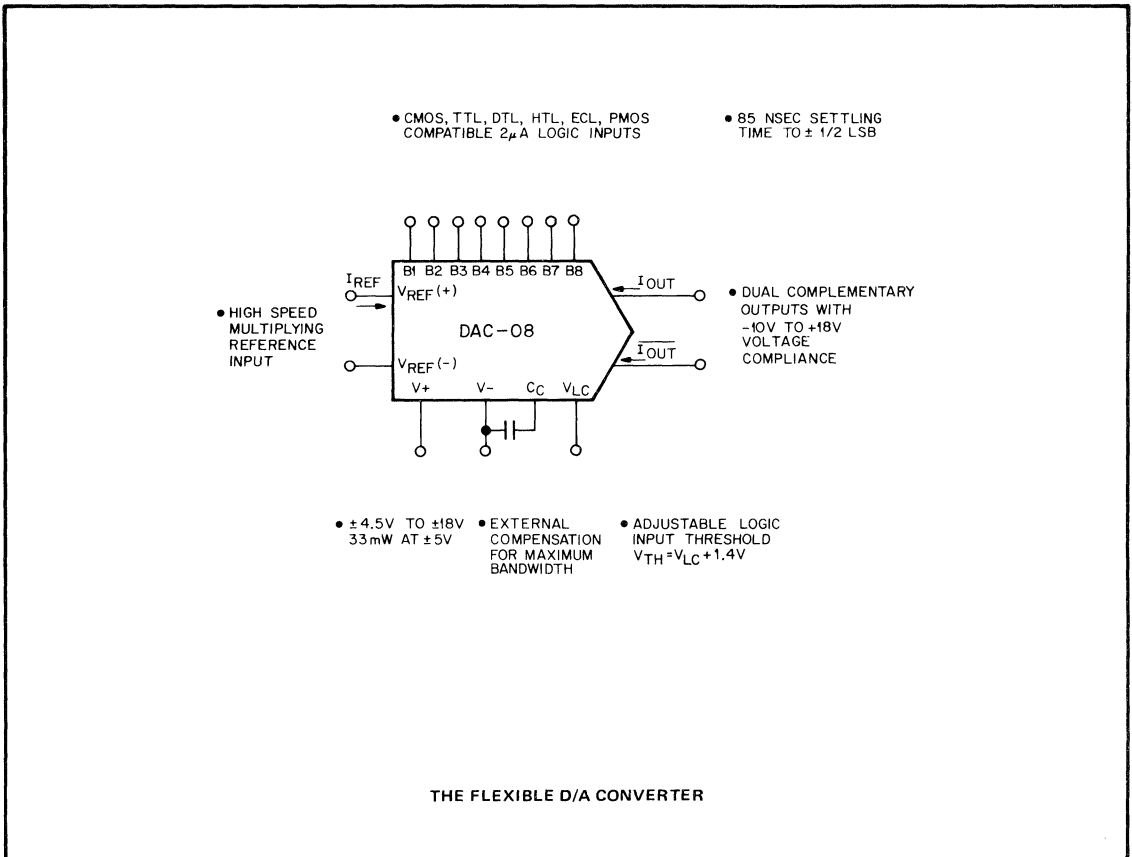 • CMOS, TTL, DTL, HTL, ECL, PMOS
COMPATIBLE 2μA LOGIC INPUTS
• 85 NSEC SETTLING
TIME TO ± 1/2 LSB
B1 B2 B3 B4 B5 B6 B7 B8
IREF
VREF(+)
IOUT
• HIGH SPEED
MULTIPLYING
REFERENCE
INPUT
DAC-08
• DUAL COMPLEMENTARY
OUTPUTS WITH
-10V TO +18V
VOLTAGE
COMPLIANCE
I̅O̅U̅T̅
VREF(-)
V+ V- CC VLC
• ±4.5V TO ±18V
33mW AT ±5V
• EXTERNAL
COMPENSATION
FOR MAXIMUM
BANDWIDTH
• ADJUSTABLE LOGIC
INPUT THRESHOLD
VTH=VLC+1.4V
THE FLEXIBLE D/A CONVERTER